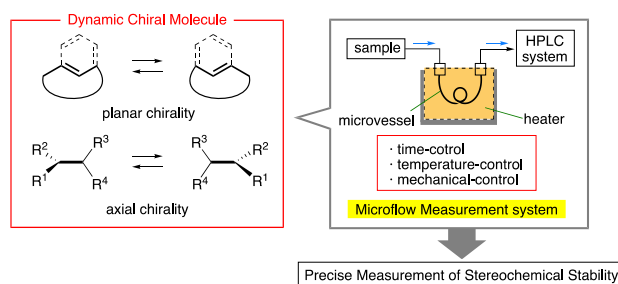 Dynamic Chiral Molecule
planar chirality
R2 R3
R1 R4
R3 R2
R4 R1
axial chirality
sample
HPLC
system
microvessel
heater
· time-cotrol
· temperature-control
· mechanical-control
Microflow Measurement system
Precise Measurement of Stereochemical Stability